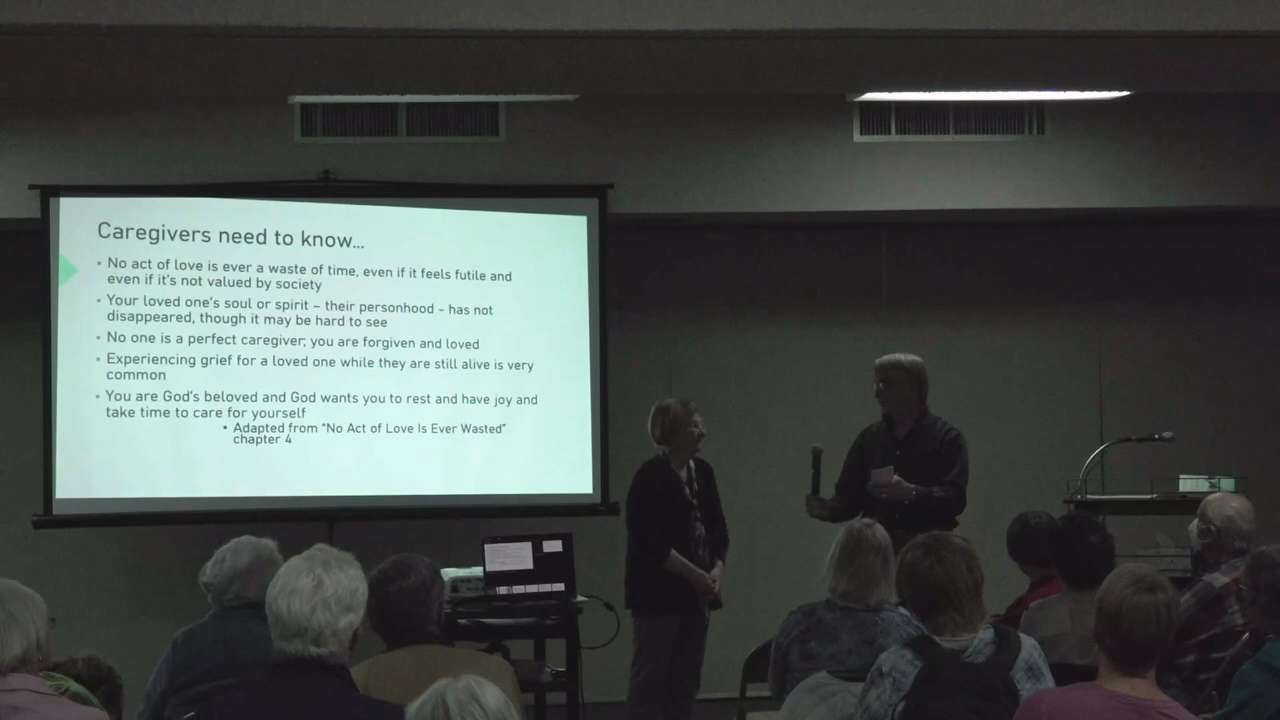 Caregivers need to know...
• No act of love is ever a waste of time, even if it feels futile and
even if it's not valued by society
• Your loved one's soul or spirit – their personhood - has not
disappeared, though it may be hard to see
• No one is a perfect caregiver; you are forgiven and loved
• Experiencing grief for a loved one while they are still alive is very
common
• You are God's beloved and God wants you to rest and have joy and
take time to care for yourself
• Adapted from "No Act of Love Is Ever Wasted"
chapter 4